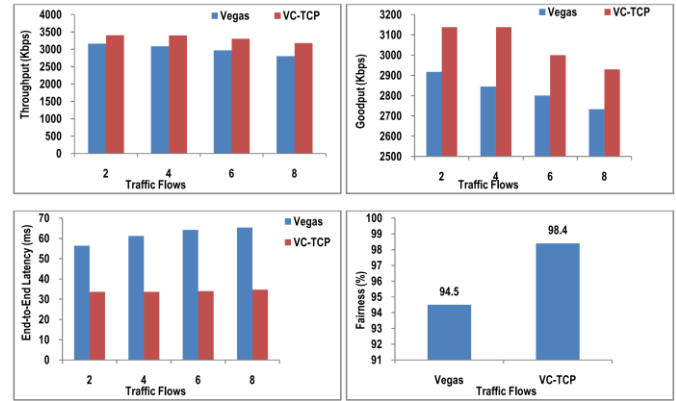 Vegas VC-TCP
Throughput (Kbps)
4000
3500
3000
2500
2000
1500
1000
500
0
2 4 6 8
Traffic Flows
Vegas VC-TCP
Goodput (Kbps)
3200
3100
3000
2900
2800
2700
2600
2500
2 4 6 8
Traffic Flows
Vegas
VC-TCP
End-to-End Latency (ms)
70
60
50
40
30
20
10
0
2 4 6 8
Traffic Flows
Fairness (%)
100
99
98
97
96
95
94
93
92
91
94.5
98.4
Vegas VC-TCP
Traffic Flows